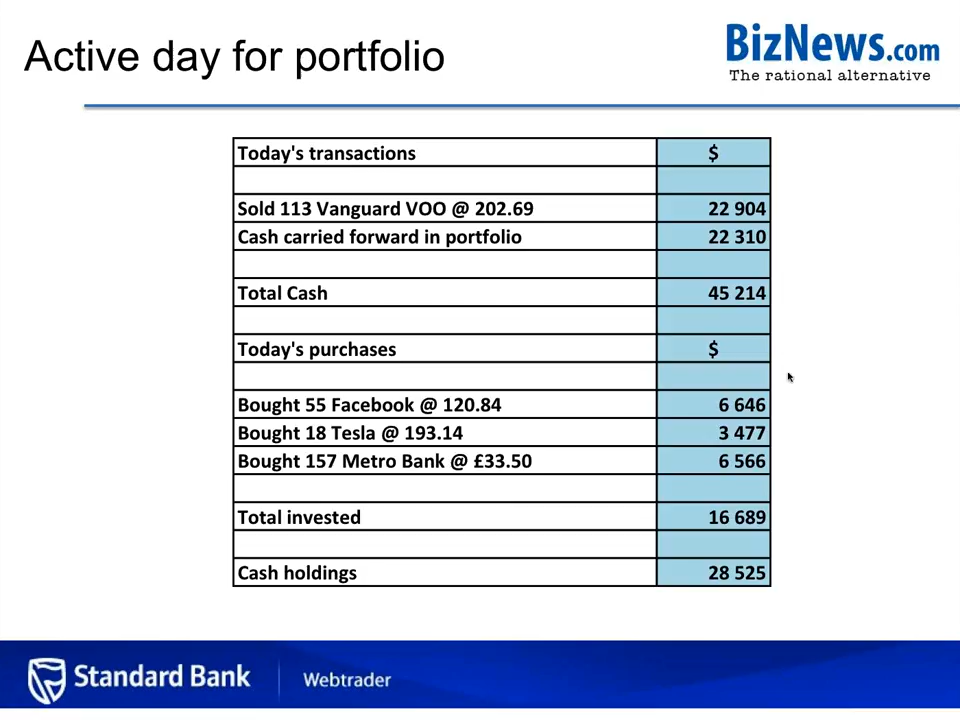 Active day for portfolio
BizNews.com
The rational alternative
Today's transactions $
Sold 113 Vanguard VOO @ 202.69 22 904
Cash carried forward in portfolio 22 310
Total Cash 45 214
Today's purchases $
Bought 55 Facebook @ 120.84 6 646
Bought 18 Tesla @ 193.14 3 477
Bought 157 Metro Bank @ £33.50 6 566
Total invested 16 689
Cash holdings 28 525
Standard Bank Webtrader